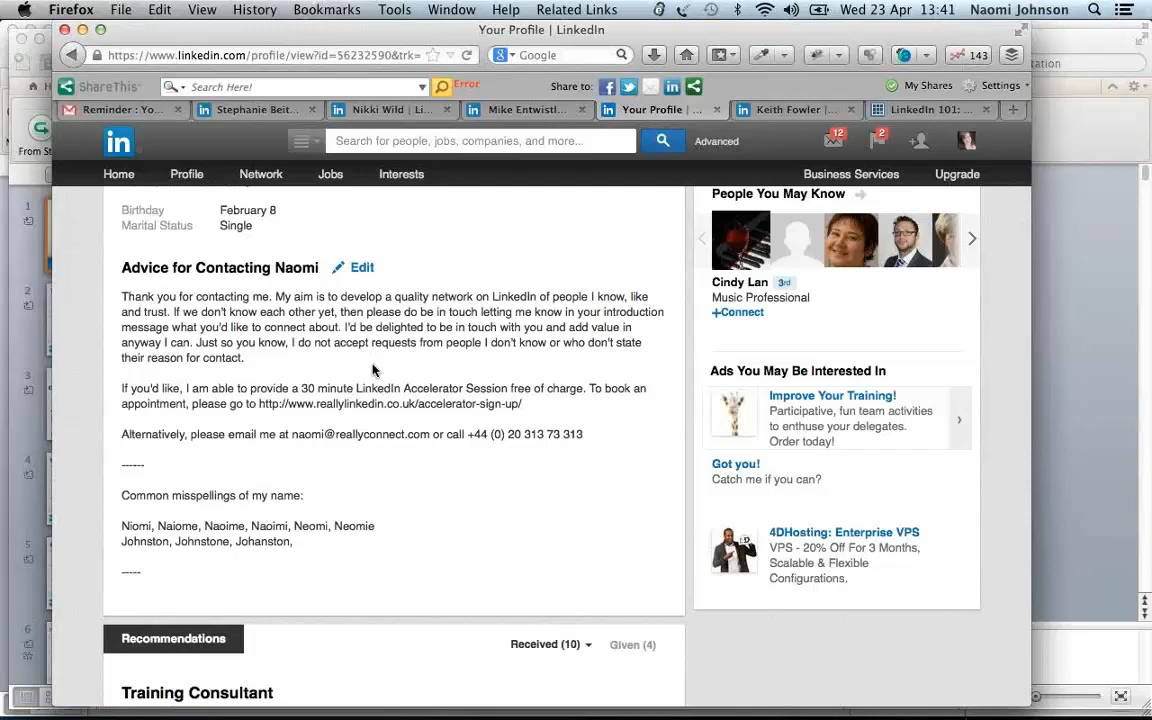 Firefox File Edit View History Bookmarks Tools Window Help Related Links Wed 23 Apr 13:41 Naomi Johnson
Your Profile | LinkedIn
https://www.linkedin.com/profile/view?id=56232590&trk= Google 143
ShareThis Search Here! Error Share to: My Shares Settings
Reminder : Yo... Stephanie Beit... Nikki Wild | Li... Mike Entwistl... Your Profile | ... Keith Fowler |... LinkedIn 101: ...
From St
in Search for people, jobs, companies, and more... Advanced 12 2
Home Profile Network Jobs Interests Business Services Upgrade
Birthday February 8
Marital Status Single
Advice for Contacting Naomi Edit
Thank you for contacting me. My aim is to develop a quality network on LinkedIn of people I know, like
and trust. If we don't know each other yet, then please do be in touch letting me know in your introduction
message what you'd like to connect about. I'd be delighted to be in touch with you and add value in
anyway I can. Just so you know, I do not accept requests from people I don't know or who don't state
their reason for contact.
If you'd like, I am able to provide a 30 minute LinkedIn Accelerator Session free of charge. To book an
appointment, please go to http://www.reallylinkedin.co.uk/accelerator-sign-up/
Alternatively, please email me at naomi@reallyconnect.com or call +44 (0) 20 313 73 313
------
Common misspellings of my name:
Niomi, Naiome, Naoime, Naoimi, Neomi, Neomie
Johnston, Johnstone, Johanston,
-----
Recommendations Received (10) Given (4)
Training Consultant
People You May Know
Cindy Lan 3rd
Music Professional
+Connect
Ads You May Be Interested In
Improve Your Training!
Participative, fun team activities
to enthuse your delegates.
Order today!
Got you!
Catch me if you can?
4DHosting: Enterprise VPS
VPS - 20% Off For 3 Months,
Scalable & Flexible
Configurations.
1
2
3
4
5
6
tation